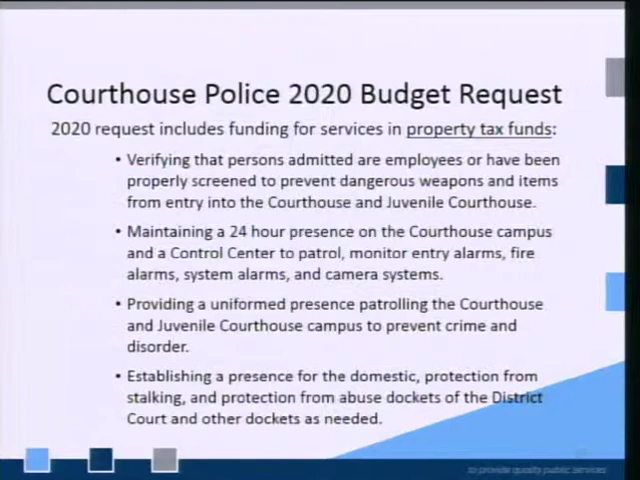 Courthouse Police 2020 Budget Request
2020 request includes funding for services in property tax funds:
• Verifying that persons admitted are employees or have been
properly screened to prevent dangerous weapons and items
from entry into the Courthouse and Juvenile Courthouse.
• Maintaining a 24 hour presence on the Courthouse campus
and a Control Center to patrol, monitor entry alarms, fire
alarms, system alarms, and camera systems.
• Providing a uniformed presence patrolling the Courthouse
and Juvenile Courthouse campus to prevent crime and
disorder.
• Establishing a presence for the domestic, protection from
stalking, and protection from abuse dockets of the District
Court and other dockets as needed.
to provide quality public services